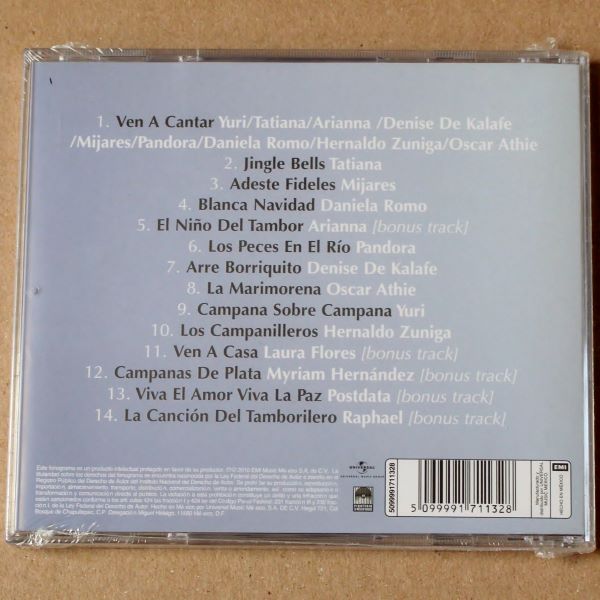 1. Ven A Cantar Yuri/Tatiana/Arianna /Denise De Kalafe
/Mijares/Pandora/Daniela Romo/Hernaldo Zuniga/Oscar Athie
2. Jingle Bells Tatiana
3. Adeste Fideles Mijares
4. Blanca Navidad Daniela Romo
5. El Niño Del Tambor Arianna [bonus track]
6. Los Peces En El Río Pandora
7. Arre Borriquito Denise De Kalafe
8. La Marimorena Oscar Athie
9. Campana Sobre Campana Yuri
10. Los Campanilleros Hernaldo Zuniga
11. Ven A Casa Laura Flores [bonus track]
12. Campanas De Plata Myriam Hernández [bonus track]
13. Viva El Amor Viva La Paz Postdata [bonus track]
14. La Canción Del Tamborilero Raphael [bonus track]
UNIVERSAL
5099991711328
5 099991 711328
EMI
HECHO EN MÉXICO